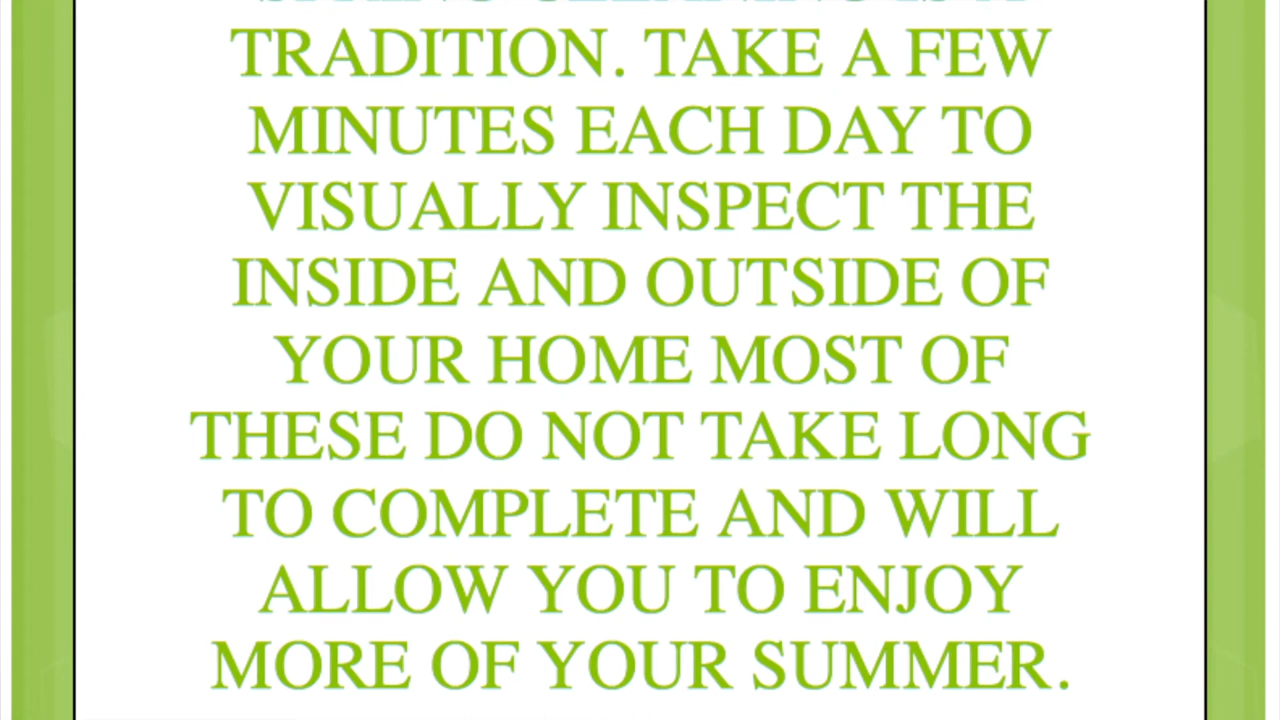 TRADITION. TAKE A FEW
MINUTES EACH DAY TO
VISUALLY INSPECT THE
INSIDE AND OUTSIDE OF
YOUR HOME MOST OF
THESE DO NOT TAKE LONG
TO COMPLETE AND WILL
ALLOW YOU TO ENJOY
MORE OF YOUR SUMMER.